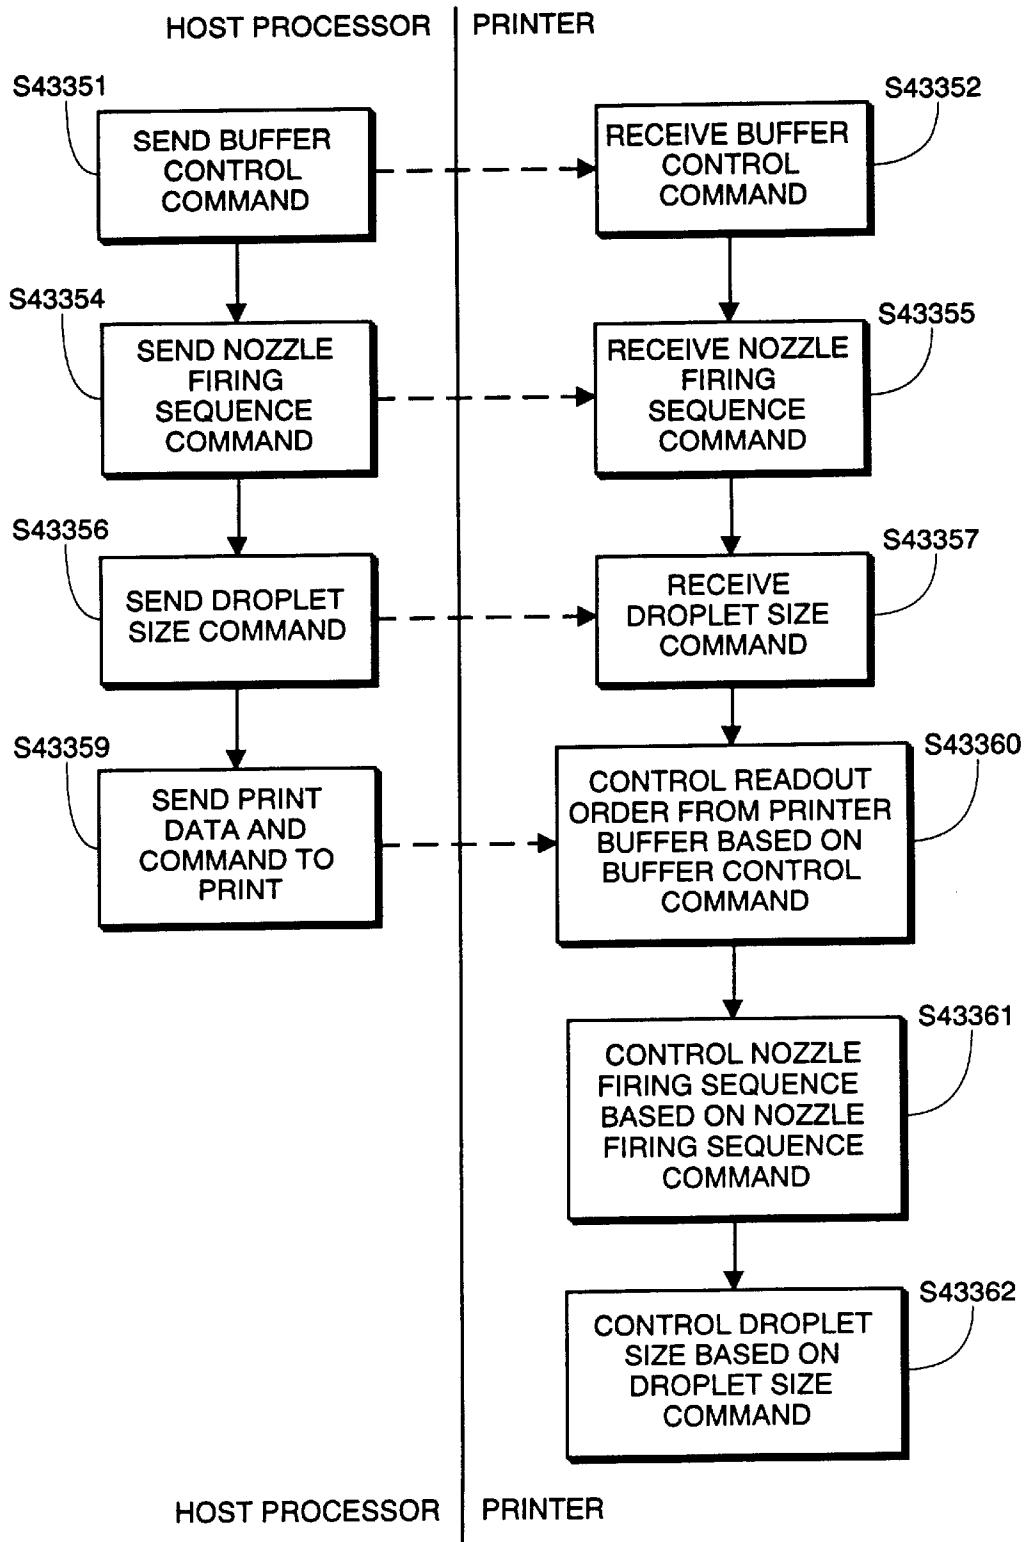 HOST PROCESSOR
PRINTER
S43351
SEND BUFFER
CONTROL
COMMAND
S43352
RECEIVE BUFFER
CONTROL
COMMAND
S43354
SEND NOZZLE
FIRING
SEQUENCE
COMMAND
S43355
RECEIVE NOZZLE
FIRING
SEQUENCE
COMMAND
S43356
SEND DROPLET
SIZE COMMAND
S43357
RECEIVE
DROPLET SIZE
COMMAND
S43359
SEND PRINT
DATA AND
COMMAND TO
PRINT
S43360
CONTROL READOUT
ORDER FROM PRINTER
BUFFER BASED ON
BUFFER CONTROL
COMMAND
S43361
CONTROL NOZZLE
FIRING SEQUENCE
BASED ON NOZZLE
FIRING SEQUENCE
COMMAND
S43362
CONTROL DROPLET
SIZE BASED ON
DROPLET SIZE
COMMAND
HOST PROCESSOR
PRINTER